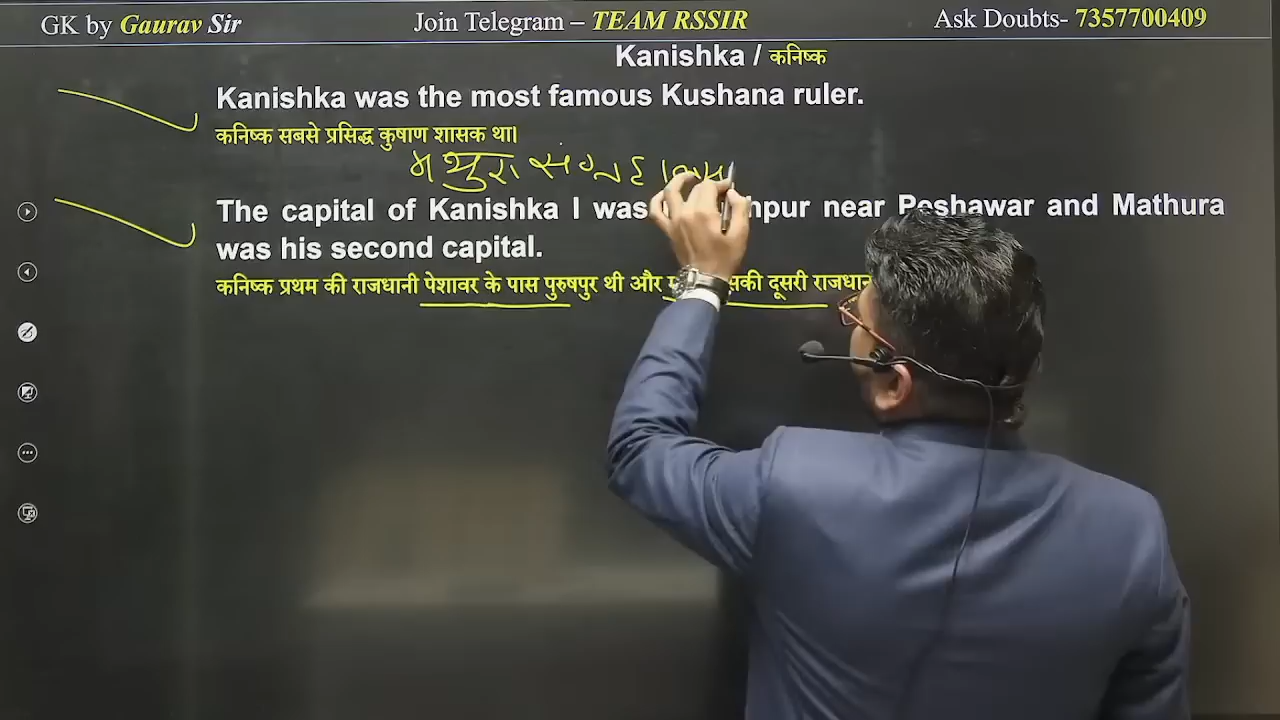 GK by Gaurav Sir Join Telegram – TEAM RSSIR Ask Doubts- 7357700409
Kanishka / कनिष्क
Kanishka was the most famous Kushana ruler.
कनिष्क सबसे प्रसिद्ध कुषाण शासक था।
मथुरा
The capital of Kanishka I was hpur near Peshawar and Mathura
was his second capital.
कनिष्क प्रथम की राजधानी पेशावर के पास पुरुषपुर थी और की दूसरी